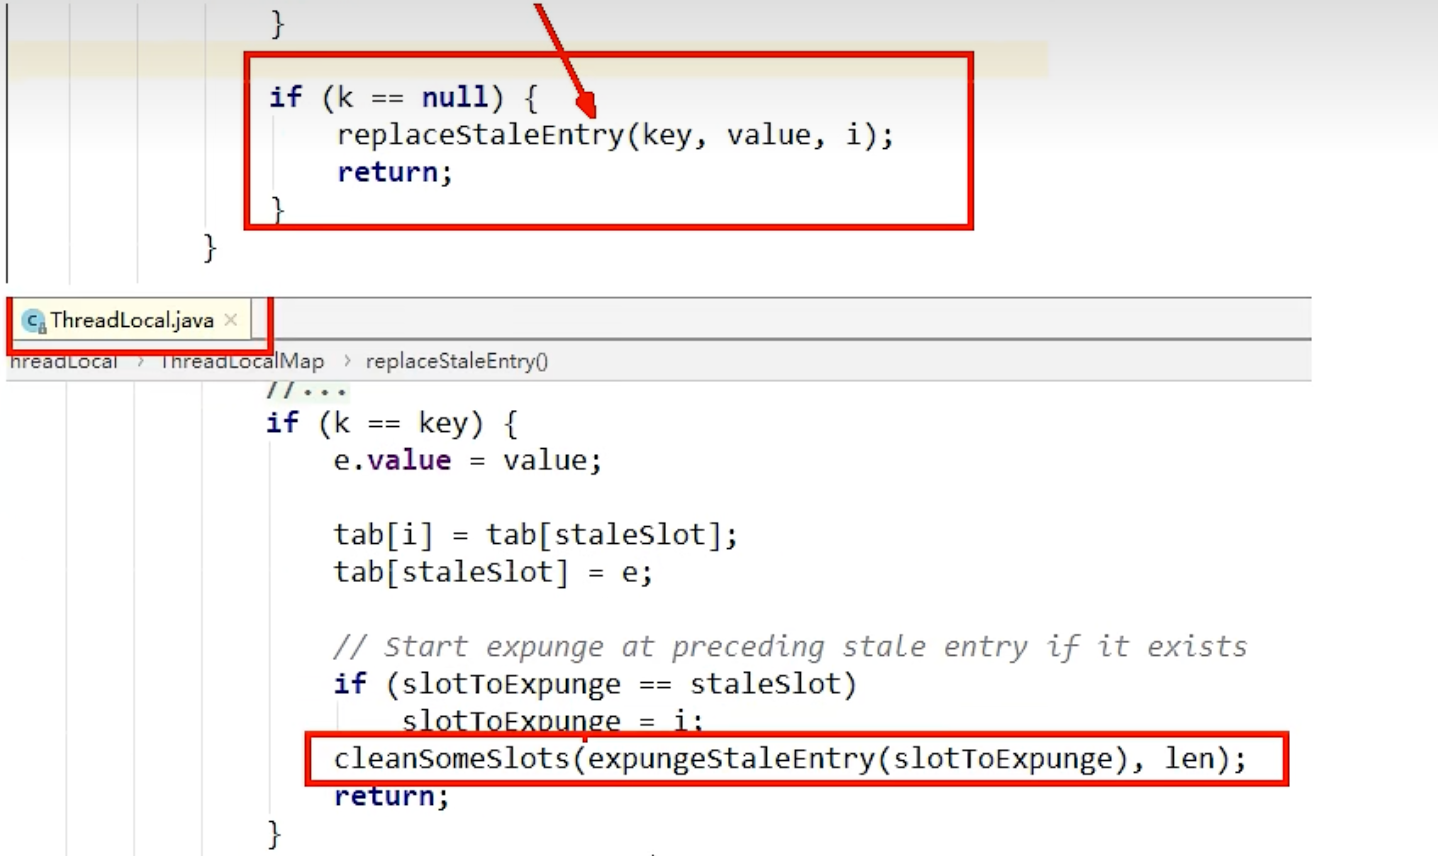 }
if (k == null) {
replaceStaleEntry(key, value, i);
return;
}
}
ThreadLocal.java
hreadLocal > ThreadLocalMap > replaceStaleEntry()
//...
if (k == key) {
e.value = value;
tab[i] = tab[staleSlot];
tab[staleSlot] = e;
// Start expunge at preceding stale entry if it exists
if (slotToExpunge == staleSlot)
slotToExpunge = i;
cleanSomeSlots(expungeStaleEntry(slotToExpunge), len);
return;
}